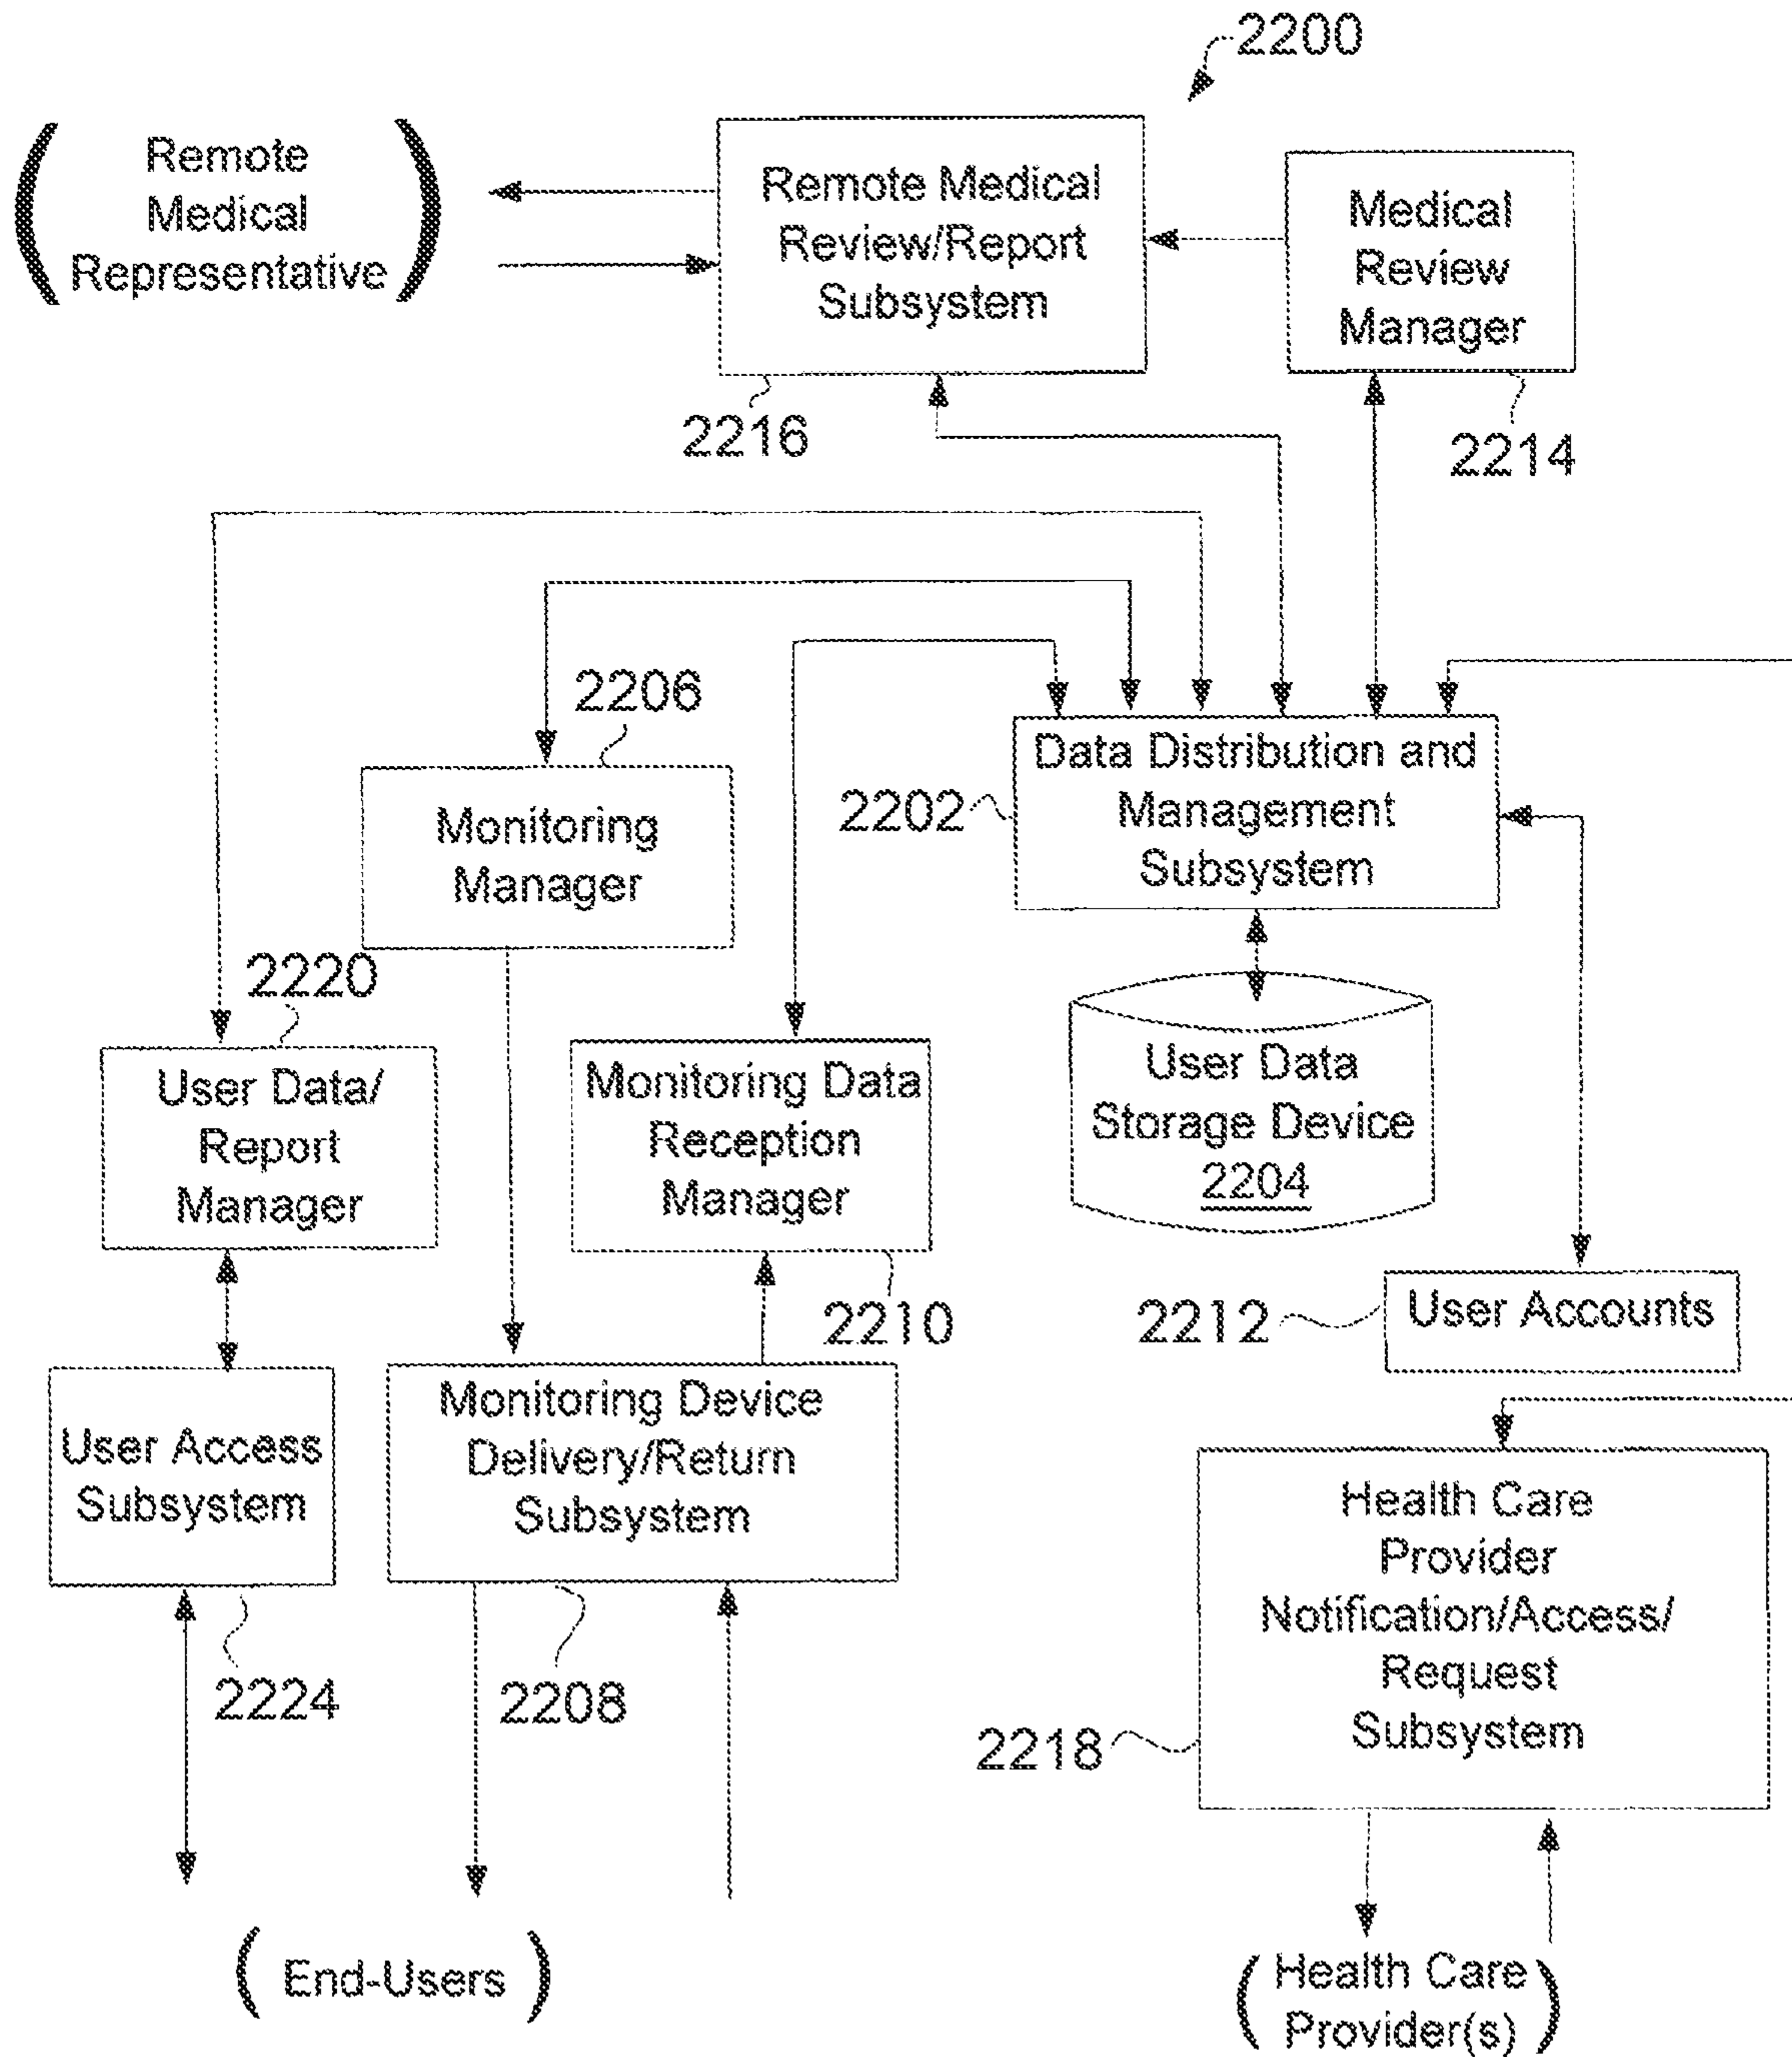 2200
Remote
Medical
Representative
Remote Medical
Review/Report
Subsystem
Medical
Review
Manager
2216
2214
2206
Monitoring
Manager
2202
Data Distribution and
Management
Subsystem
2220
User Data/
Report
Manager
Monitoring Data
Reception
Manager
User Data
Storage Device
2204
2210
2212
User Accounts
User Access
Subsystem
Monitoring Device
Delivery/Return
Subsystem
Health Care
Provider
Notification/Access/
Request
Subsystem
2224
2208
2218
End-Users
Health Care
Provider(s)